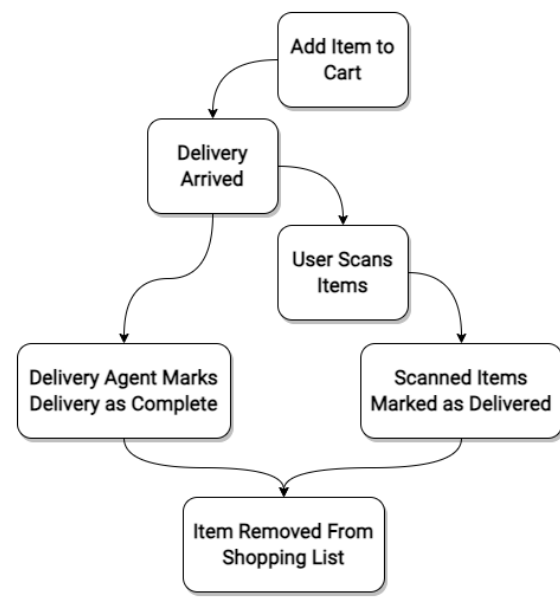 Add Item to
Cart
Delivery
Arrived
User Scans
Items
Delivery Agent Marks
Delivery as Complete
Scanned Items
Marked as Delivered
Item Removed From
Shopping List